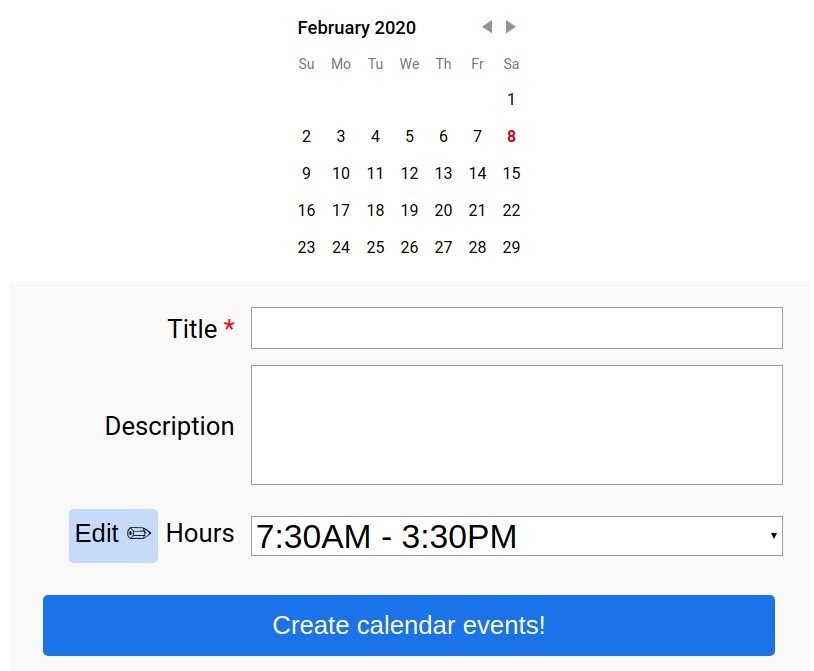 February 2020
Su Mo Tu We Th Fr Sa
1
2 3 4 5 6 7 8
9 10 11 12 13 14 15
16 17 18 19 20 21 22
23 24 25 26 27 28 29
Title *
Description
Edit ✏ Hours 7:30AM - 3:30PM
Create calendar events!